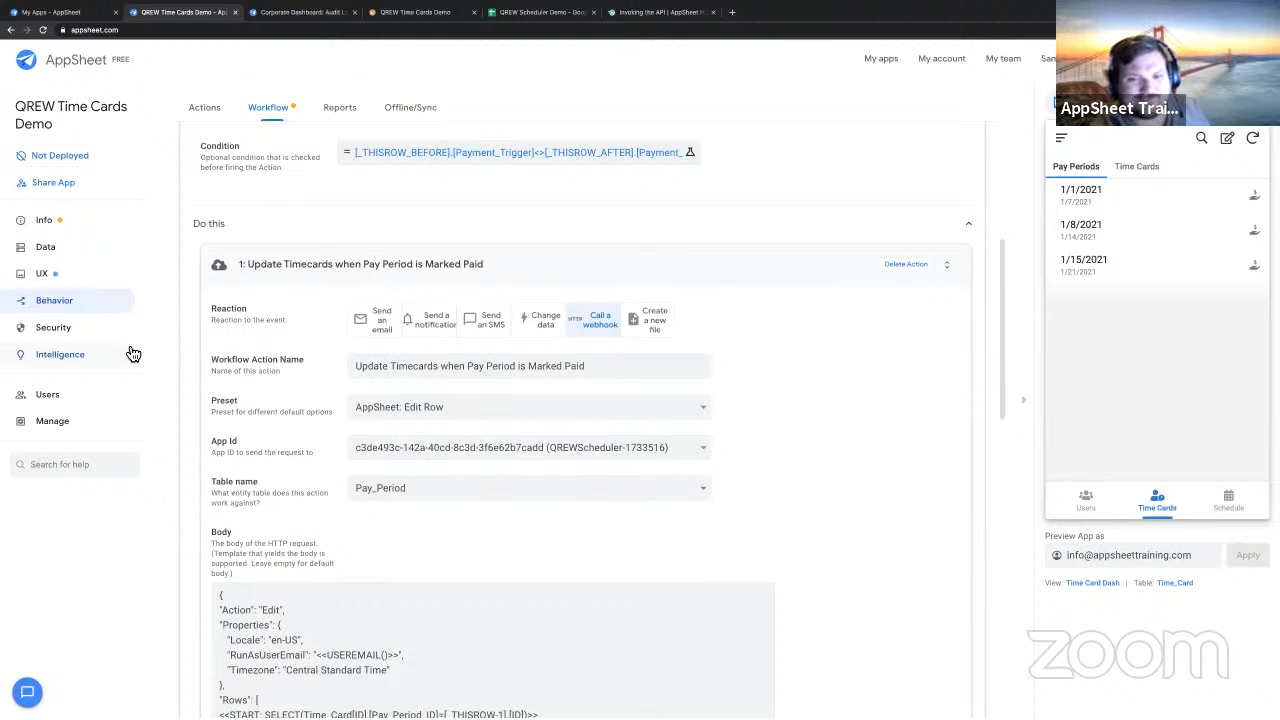 My Apps - AppSheet
QREW Time Cards Demo - Ap
Corporate Dashboard: Audit L
QREW Time Cards Demo
QREW Scheduler Demo - Goo
Invoking the API | AppSheet H
appsheet.com
AppSheet FREE
My apps
My account
My team
Sam
AppSheet Trai...
QREW Time Cards
Demo
Not Deployed
Share App
Info
Data
UX
Behavior
Security
Intelligence
Users
Manage
Search for help
Actions
Workflow
Reports
Offline/Sync
Condition
Optional condition that is checked
before firing the Action
= [_THISROW_BEFORE].[Payment_Trigger]<>[_THISROW_AFTER].[Payment_
Do this
1: Update Timecards when Pay Period is Marked Paid
Delete Action
Reaction
Reaction to the event.
Send an email
Send a notification
Send an SMS
Change data
HTTP Call a webhook
Create a new file
Workflow Action Name
Name of this action
Update Timecards when Pay Period is Marked Paid
Preset
Preset for different default options
AppSheet: Edit Row
App Id
App ID to send the request to
c3de493c-142a-40cd-8c3d-3f6e62b7cadd (QREWScheduler-1733516)
Table name
What entity table does this action
work against?
Pay_Period
Body
The body of the HTTP request.
(Template that yields the body is
supported. Leave empty for default
body.)
{
"Action": "Edit",
"Properties": {
"Locale": "en-US",
"RunAsUserEmail": "<<USEREMAIL()>>",
"Timezone": "Central Standard Time"
},
"Rows": [
<<START: SELECT(Time_Card[ID],[Pay_Period_ID]=[_THISROW-1].[ID])>>
Pay Periods
Time Cards
1/1/2021
1/7/2021
1/8/2021
1/14/2021
1/15/2021
1/21/2021
Users
Time Cards
Schedule
Preview App as
info@appsheettraining.com
Apply
View: Time Card Dash | Table: Time_Card
zoom